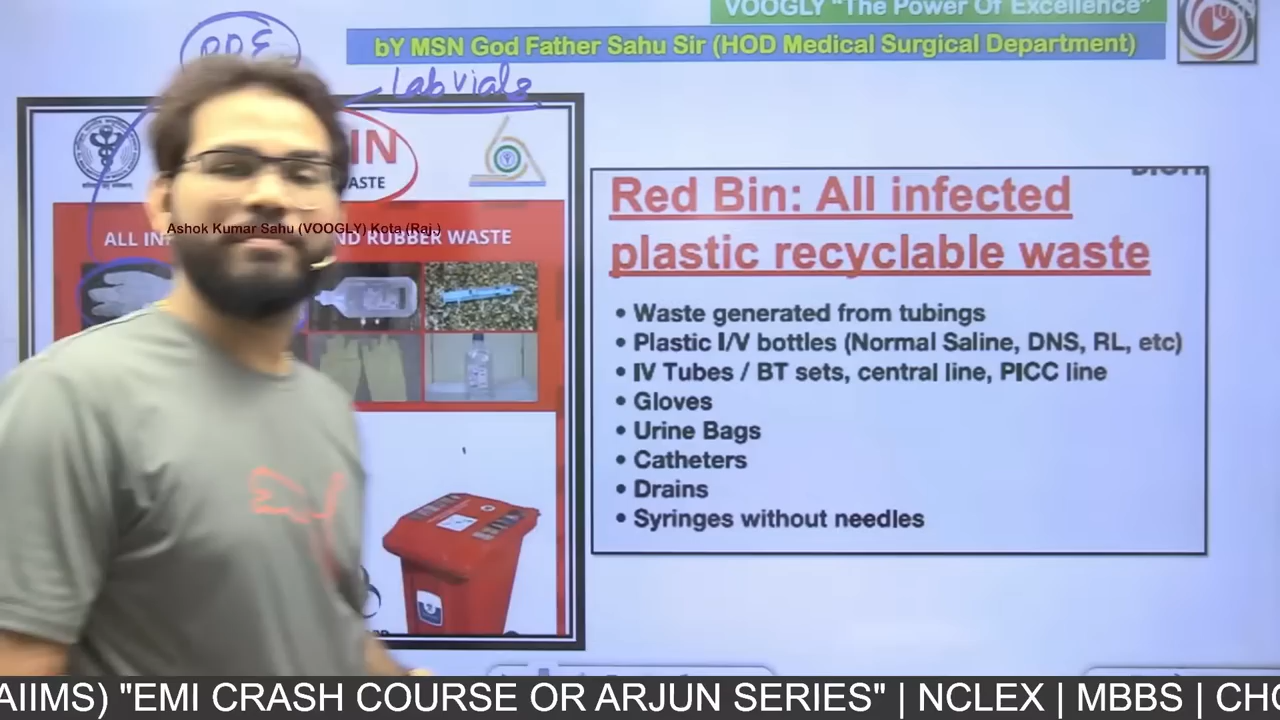 VOOGLY "The Power Of Excellence"
bY MSN God Father Sahu Sir (HOD Medical Surgical Department)
PPE
Lab vials
IN
ASTE
Ashok Kumar Sahu (VOOGLY) Kota (Raj.)
ALL IN ND RUBBER WASTE
Red Bin: All infected
plastic recyclable waste
• Waste generated from tubings
• Plastic I/V bottles (Normal Saline, DNS, RL, etc)
• IV Tubes / BT sets, central line, PICC line
• Gloves
• Urine Bags
• Catheters
• Drains
• Syringes without needles
AIIMS) "EMI CRASH COURSE OR ARJUN SERIES" | NCLEX | MBBS | CHO